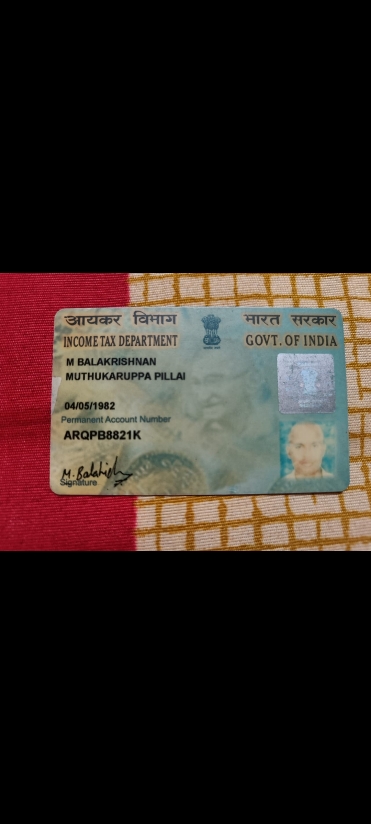 आयकर विभाग
भारत सरकार
INCOME TAX DEPARTMENT
GOVT. OF INDIA
M BALAKRISHNAN
MUTHUKARUPPA PILLAI
04/05/1982
Permanent Account Number
ARQPB8821K
Signature